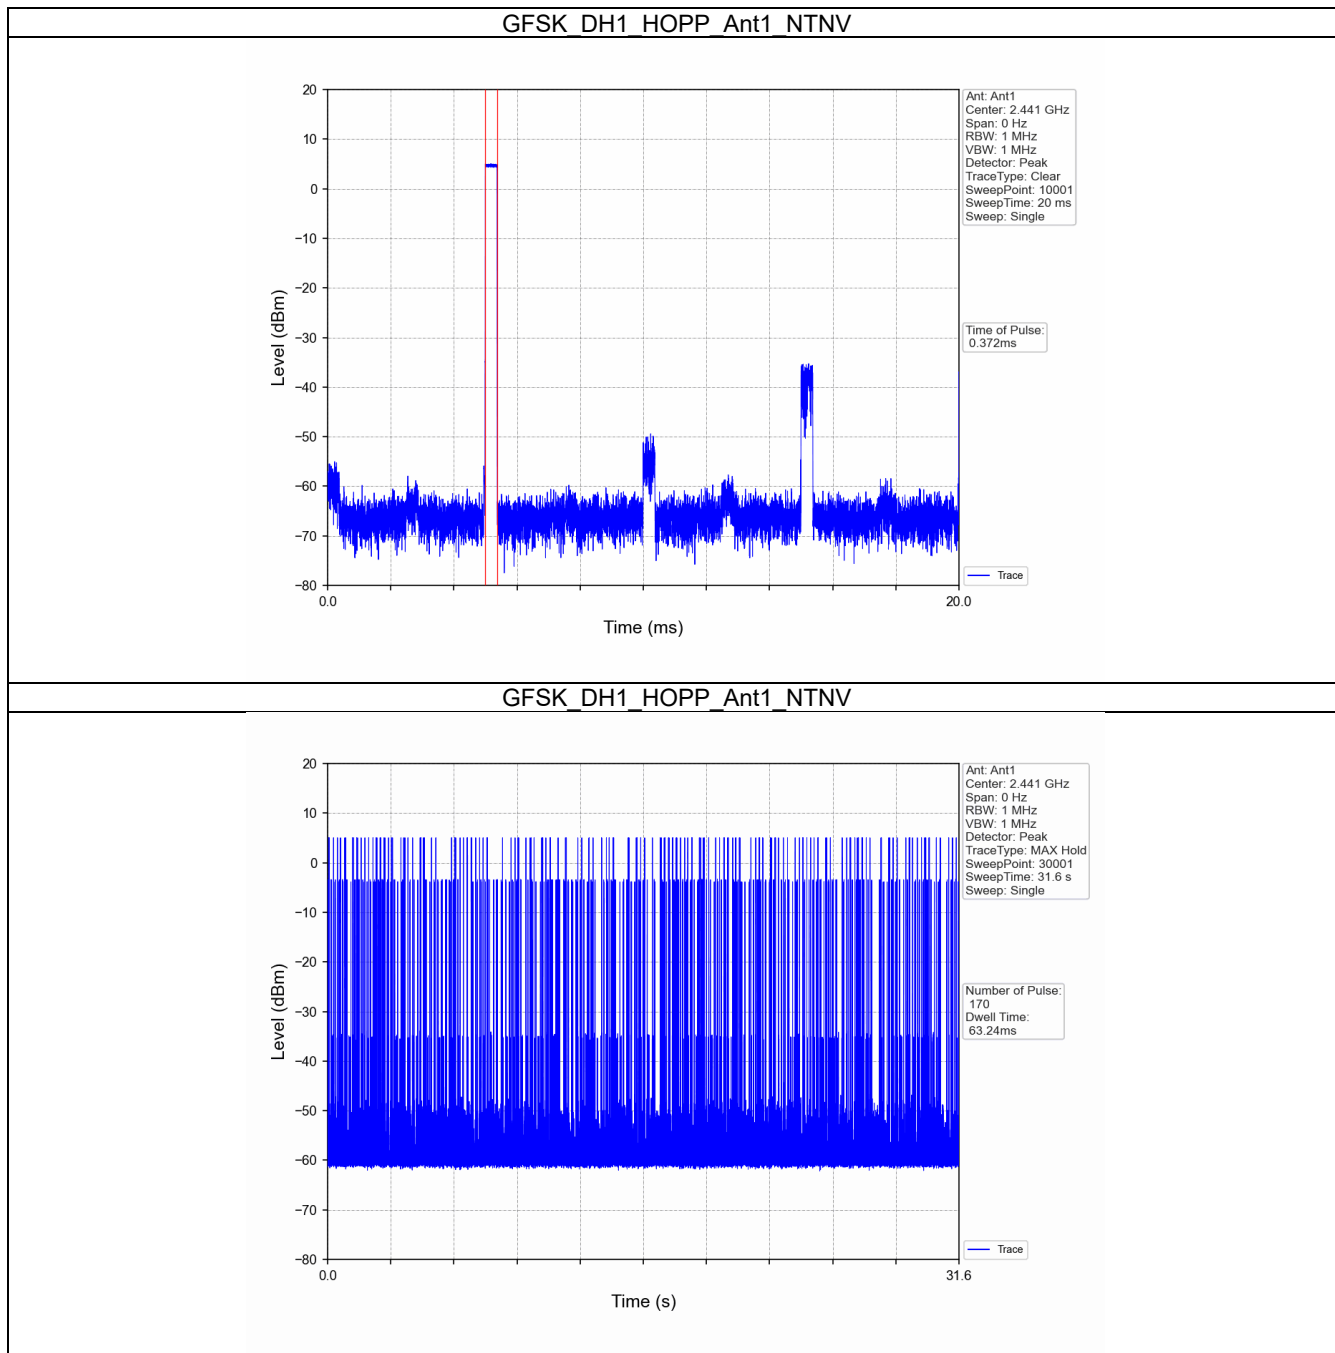 GFSK_DH1_HOPP_Ant1_NTNV
20
10
0
−10
−20
−30
−40
−50
−60
−70
−80
Level (dBm)
0.0
20.0
Time (ms)
Ant: Ant1
Center: 2.441 GHz
Span: 0 Hz
RBW: 1 MHz
VBW: 1 MHz
Detector: Peak
TraceType: Clear
SweepPoint: 10001
SweepTime: 20 ms
Sweep: Single
Time of Pulse:
0.372ms
Trace
GFSK_DH1_HOPP_Ant1_NTNV
20
10
0
−10
−20
−30
−40
−50
−60
−70
−80
Level (dBm)
0.0
31.6
Time (s)
Ant: Ant1
Center: 2.441 GHz
Span: 0 Hz
RBW: 1 MHz
VBW: 1 MHz
Detector: Peak
TraceType: MAX Hold
SweepPoint: 30001
SweepTime: 31.6 s
Sweep: Single
Number of Pulse:
170
Dwell Time:
63.24ms
Trace